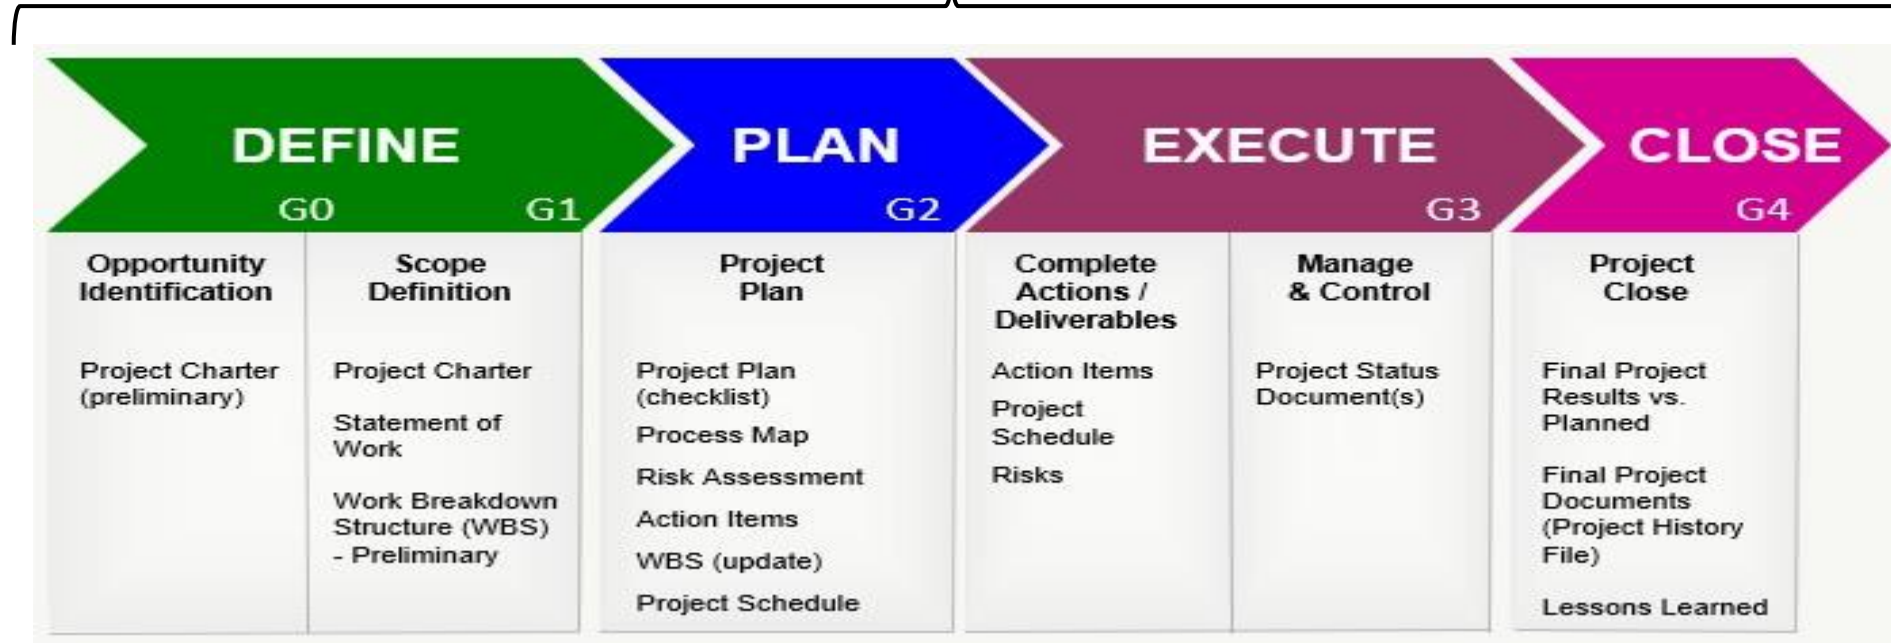 DEFINE
G0
G1
PLAN
G2
EXECUTE
G3
CLOSE
G4
Opportunity
Identification
Project Charter
(preliminary)
Scope
Definition
Project Charter
Statement of
Work
Work Breakdown
Structure (WBS)
- Preliminary
Project
Plan
Project Plan
(checklist)
Process Map
Risk Assessment
Action Items
WBS (update)
Project Schedule
Complete
Actions /
Deliverables
Action Items
Project
Schedule
Risks
Manage
& Control
Project Status
Document(s)
Project
Close
Final Project
Results vs.
Planned
Final Project
Documents
(Project History
File)
Lessons Learned